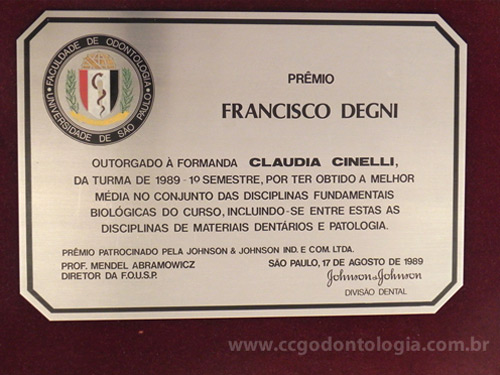 FACULDADE DE ODONTOLOGIA
UNIVERSIDADE DE SÃO PAULO
PRÊMIO
FRANCISCO DEGNI
OUTORGADO À FORMANDA CLAUDIA CINELLI,
DA TURMA DE 1989 - 1º SEMESTRE, POR TER OBTIDO A MELHOR
MÉDIA NO CONJUNTO DAS DISCIPLINAS FUNDAMENTAIS
BIOLÓGICAS DO CURSO, INCLUINDO-SE ENTRE ESTAS AS
DISCIPLINAS DE MATERIAIS DENTÁRIOS E PATOLOGIA.
PRÊMIO PATROCINADO PELA JOHNSON & JOHNSON IND. E COM. LTDA.
PROF. MENDEL ABRAMOWICZ
DIRETOR DA F.O.U.S.P.
SÃO PAULO, 17 DE AGOSTO DE 1989
Johnson & Johnson
DIVISÃO DENTAL
www.ccgodontologia.com.br